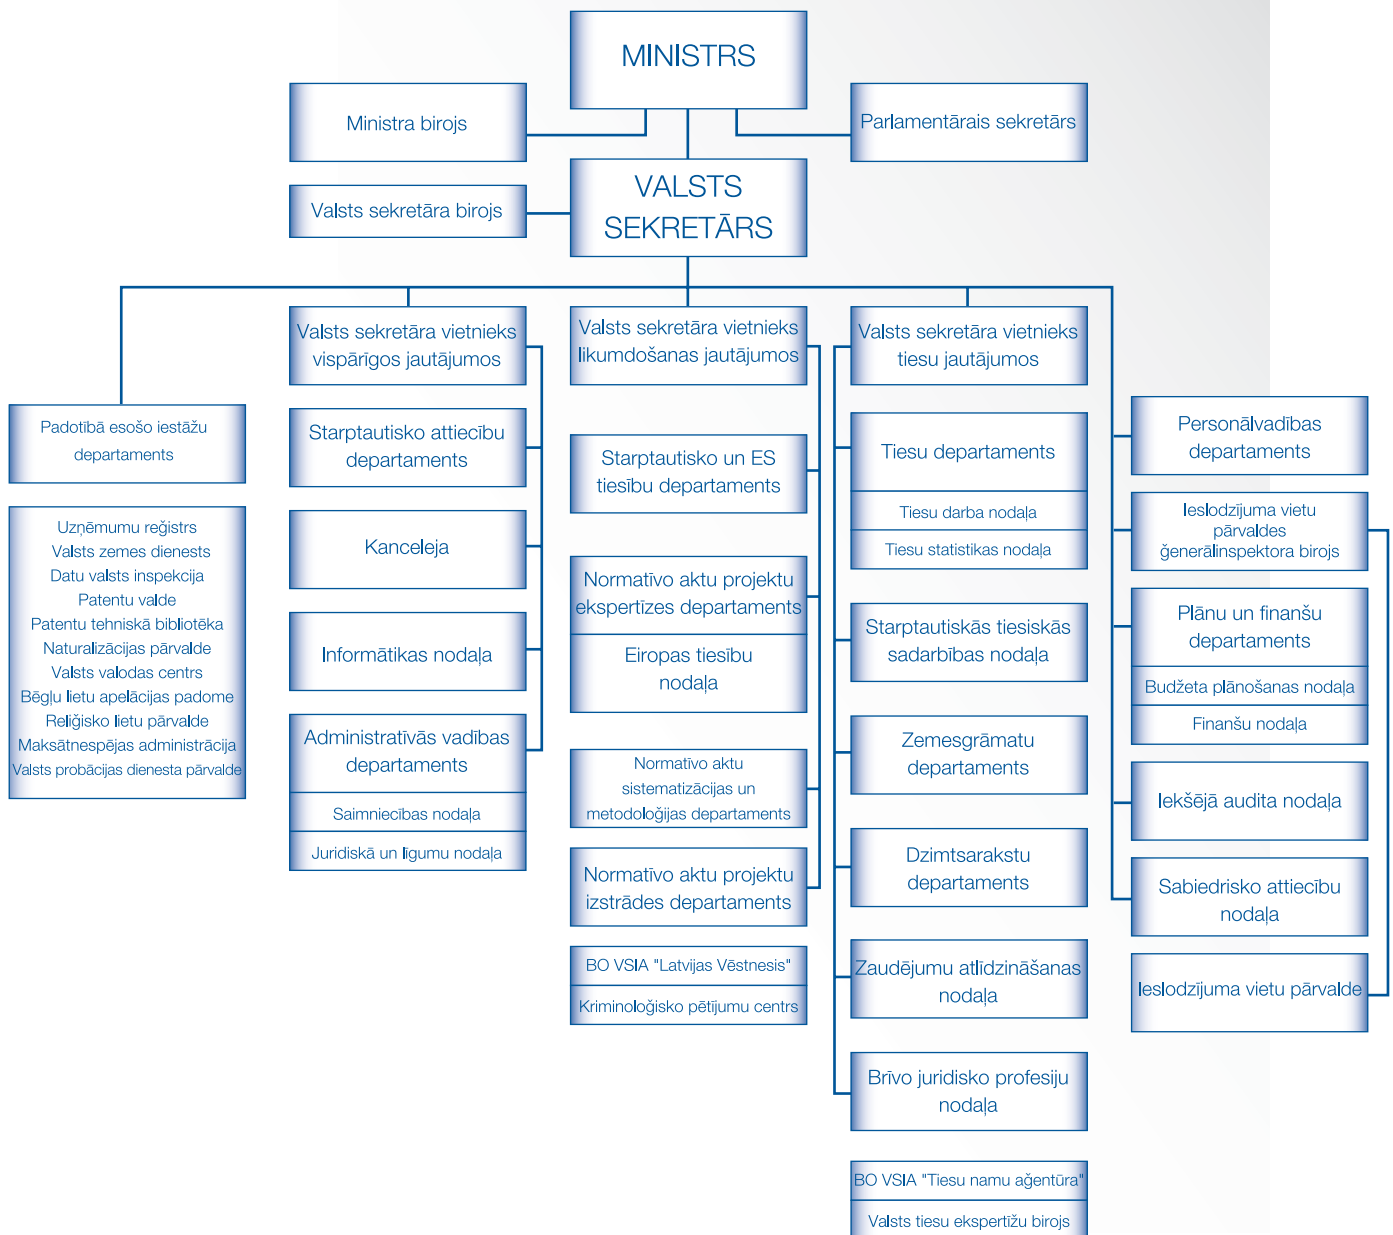 MINISTRS
Ministra birojs
Parlamentārais sekretārs
VALSTS
SEKRETĀRS
Valsts sekretāra birojs
Padotībā esošo iestāžu
departaments
Uzņēmumu reģistrs
Valsts zemes dienests
Datu valsts inspekcija
Patentu valde
Patentu tehniskā bibliotēka
Naturalizācijas pārvalde
Valsts valodas centrs
Bēgļu lietu apelācijas padome
Reliģisko lietu pārvalde
Maksātnespējas administrācija
Valsts probācijas dienesta pārvalde
Valsts sekretāra vietnieks
vispārīgos jautājumos
Starptautisko attiecību
departaments
Kanceleja
Informātikas nodaļa
Administratīvās vadības
departaments
Saimniecības nodaļa
Juridiskā un līgumu nodaļa
Valsts sekretāra vietnieks
likumdošanas jautājumos
Starptautisko un ES
tiesību departaments
Normatīvo aktu projektu
ekspertīzes departaments
Eiropas tiesību
nodaļa
Normatīvo aktu
sistematizācijas un
metodoloģijas departaments
Normatīvo aktu projektu
izstrādes departaments
BO VSIA "Latvijas Vēstnesis"
Kriminoloģisko pētījumu centrs
Valsts sekretāra vietnieks
tiesu jautājumos
Tiesu departaments
Tiesu darba nodaļa
Tiesu statistikas nodaļa
Starptautiskās tiesiskās
sadarbības nodaļa
Zemesgrāmatu
departaments
Dzimtsarakstu
departaments
Zaudējumu atlīdzināšanas
nodaļa
Brīvo juridisko profesiju
nodaļa
BO VSIA "Tiesu namu aģentūra"
Valsts tiesu ekspertīžu birojs
Personālvadības
departaments
Ieslodzījuma vietu
pārvaldes
ģenerālinspektora birojs
Plānu un finanšu
departaments
Budžeta plānošanas nodaļa
Finanšu nodaļa
Iekšējā audita nodaļa
Sabiedrisko attiecību
nodaļa
Ieslodzījuma vietu pārvalde